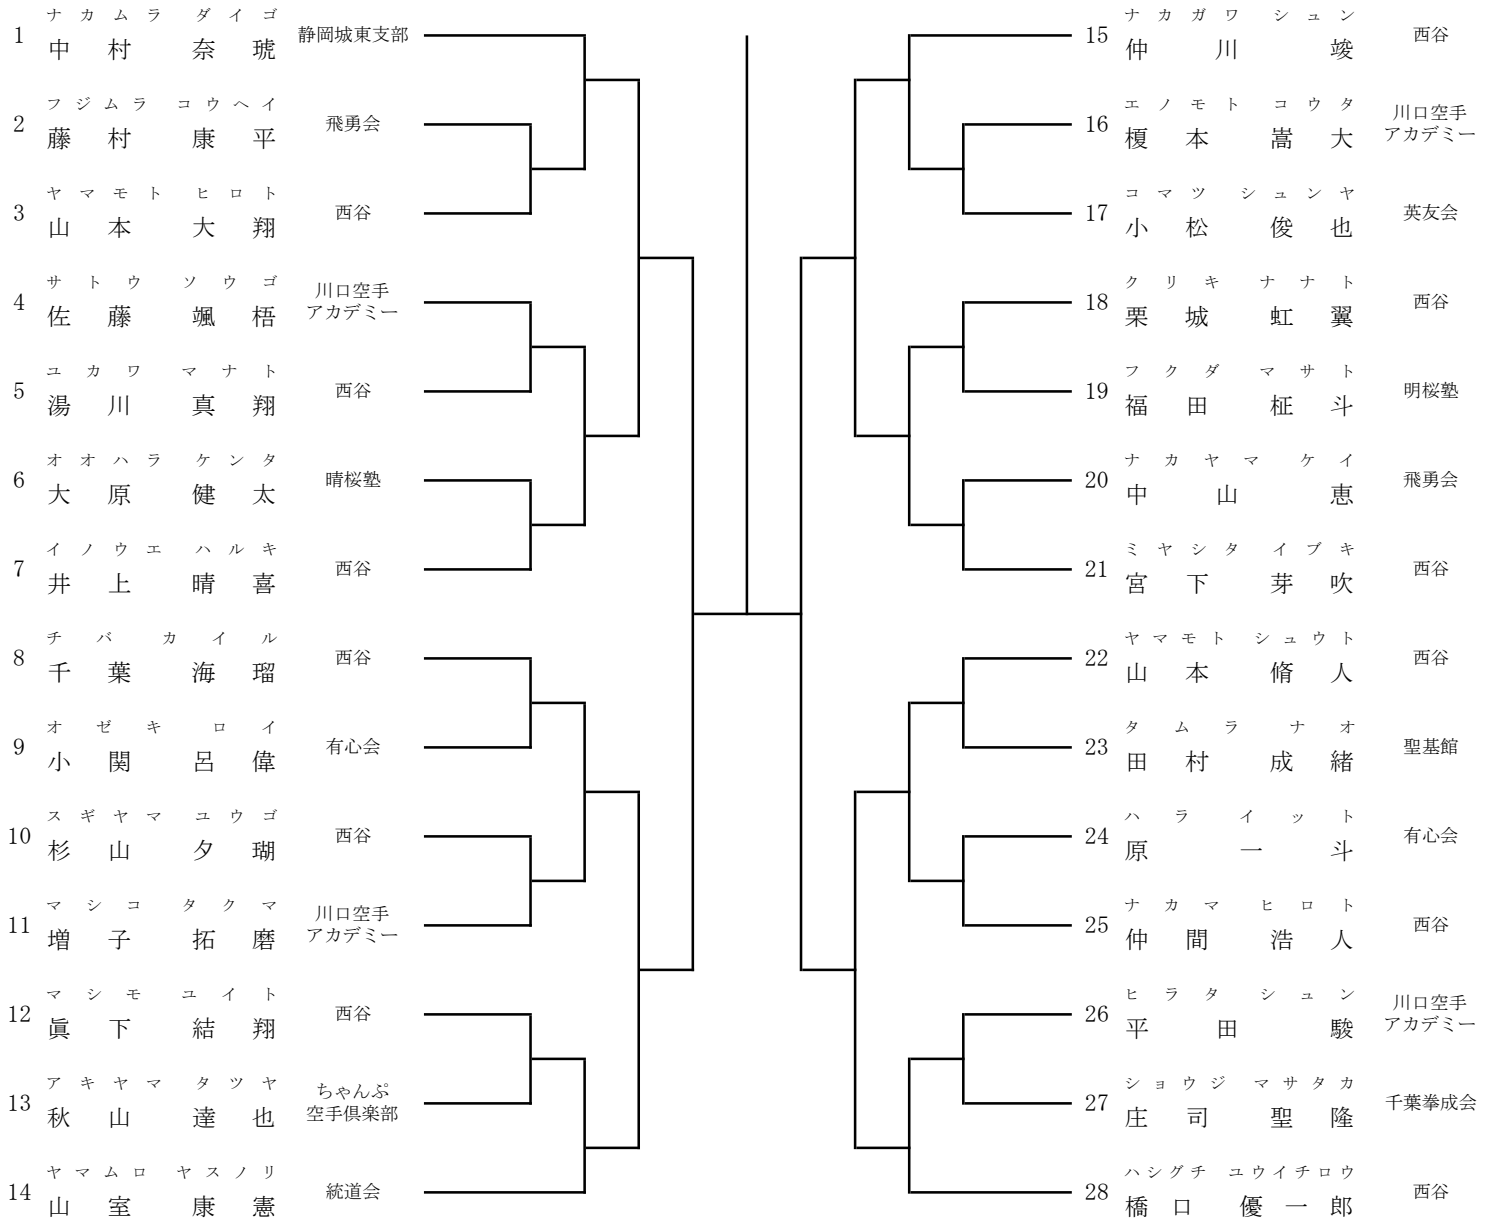 ナカムラ ダイゴ
1 中村 奈琥 静岡城東支部
フジムラ コウヘイ
2 藤村 康平 飛勇会
ヤマモト ヒロト
3 山本 大翔 西谷
サトウ ソウゴ
4 佐藤 颯梧 川口空手
アカデミー
ユカワ マナト
5 湯川 真翔 西谷
オオハラ ケンタ
6 大原 健太 晴桜塾
イノウエ ハルキ
7 井上 晴喜 西谷
チバ カイル
8 千葉 海瑠 西谷
オゼキ ロイ
9 小関 呂偉 有心会
スギヤマ ユウゴ
10 杉山 夕瑚 西谷
マシコ タクマ
11 増子 拓磨 川口空手
アカデミー
マシモ ユイト
12 眞下 結翔 西谷
アキヤマ タツヤ
13 秋山 達也 ちゃんぷ
空手倶楽部
ヤマムロ ヤスノリ
14 山室 康憲 統道会
ナカガワ シュン
15 仲川 竣 西谷
エノモト コウタ
16 榎本 嵩大 川口空手
アカデミー
コマツ シュンヤ
17 小松 俊也 英友会
クリキ ナナト
18 栗城 虹翼 西谷
フクダ マサト
19 福田 柾斗 明桜塾
ナカヤマ ケイ
20 中山 恵 飛勇会
ミヤシタ イブキ
21 宮下 芽吹 西谷
ヤマモト シュウト
22 山本 脩人 西谷
タムラ ナオ
23 田村 成緒 聖基館
ハラ イット
24 原 一斗 有心会
ナカマ ヒロト
25 仲間 浩人 西谷
ヒラタ シュン
26 平田 駿 川口空手
アカデミー
ショウジ マサタカ
27 庄司 聖隆 千葉拳成会
ハシグチ ユウイチロウ
28 橋口 優一郎 西谷